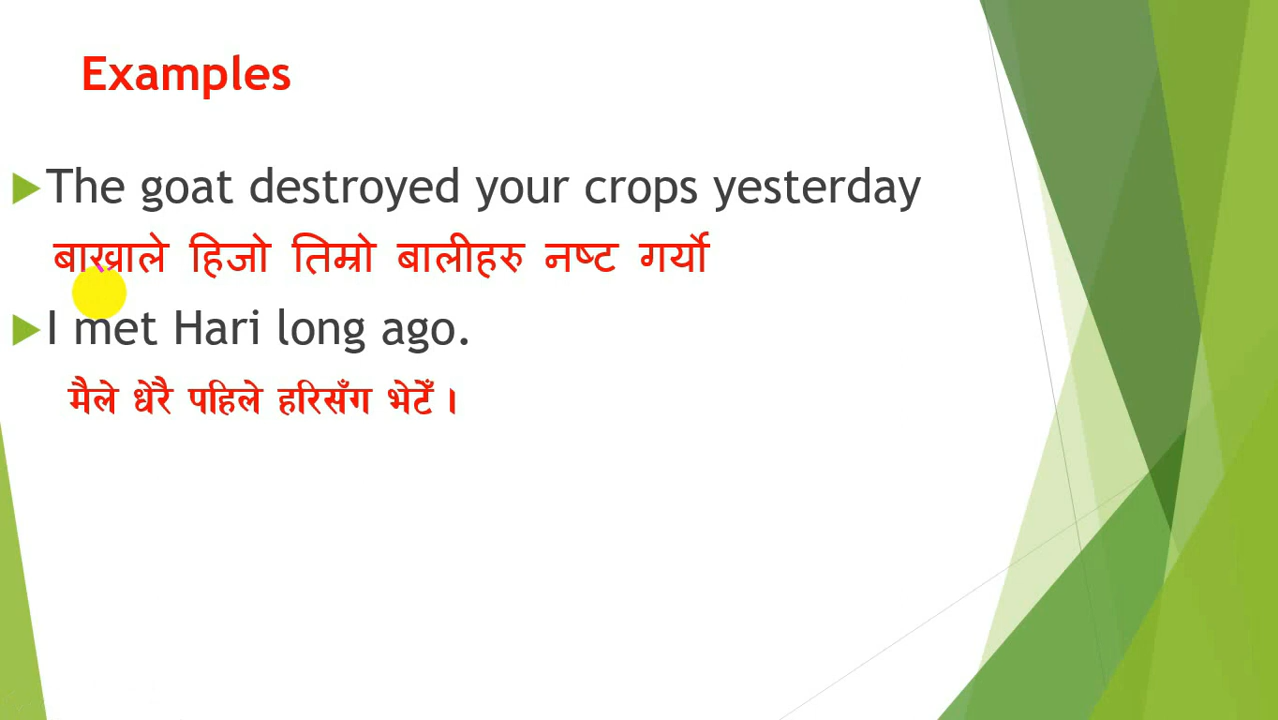 Examples
The goat destroyed your crops yesterday
बाख्राले हिजो तिम्रो बालीहरु नष्ट गर्यो
I met Hari long ago.
मैले धेरै पहिले हरिसँग भेटेँ ।